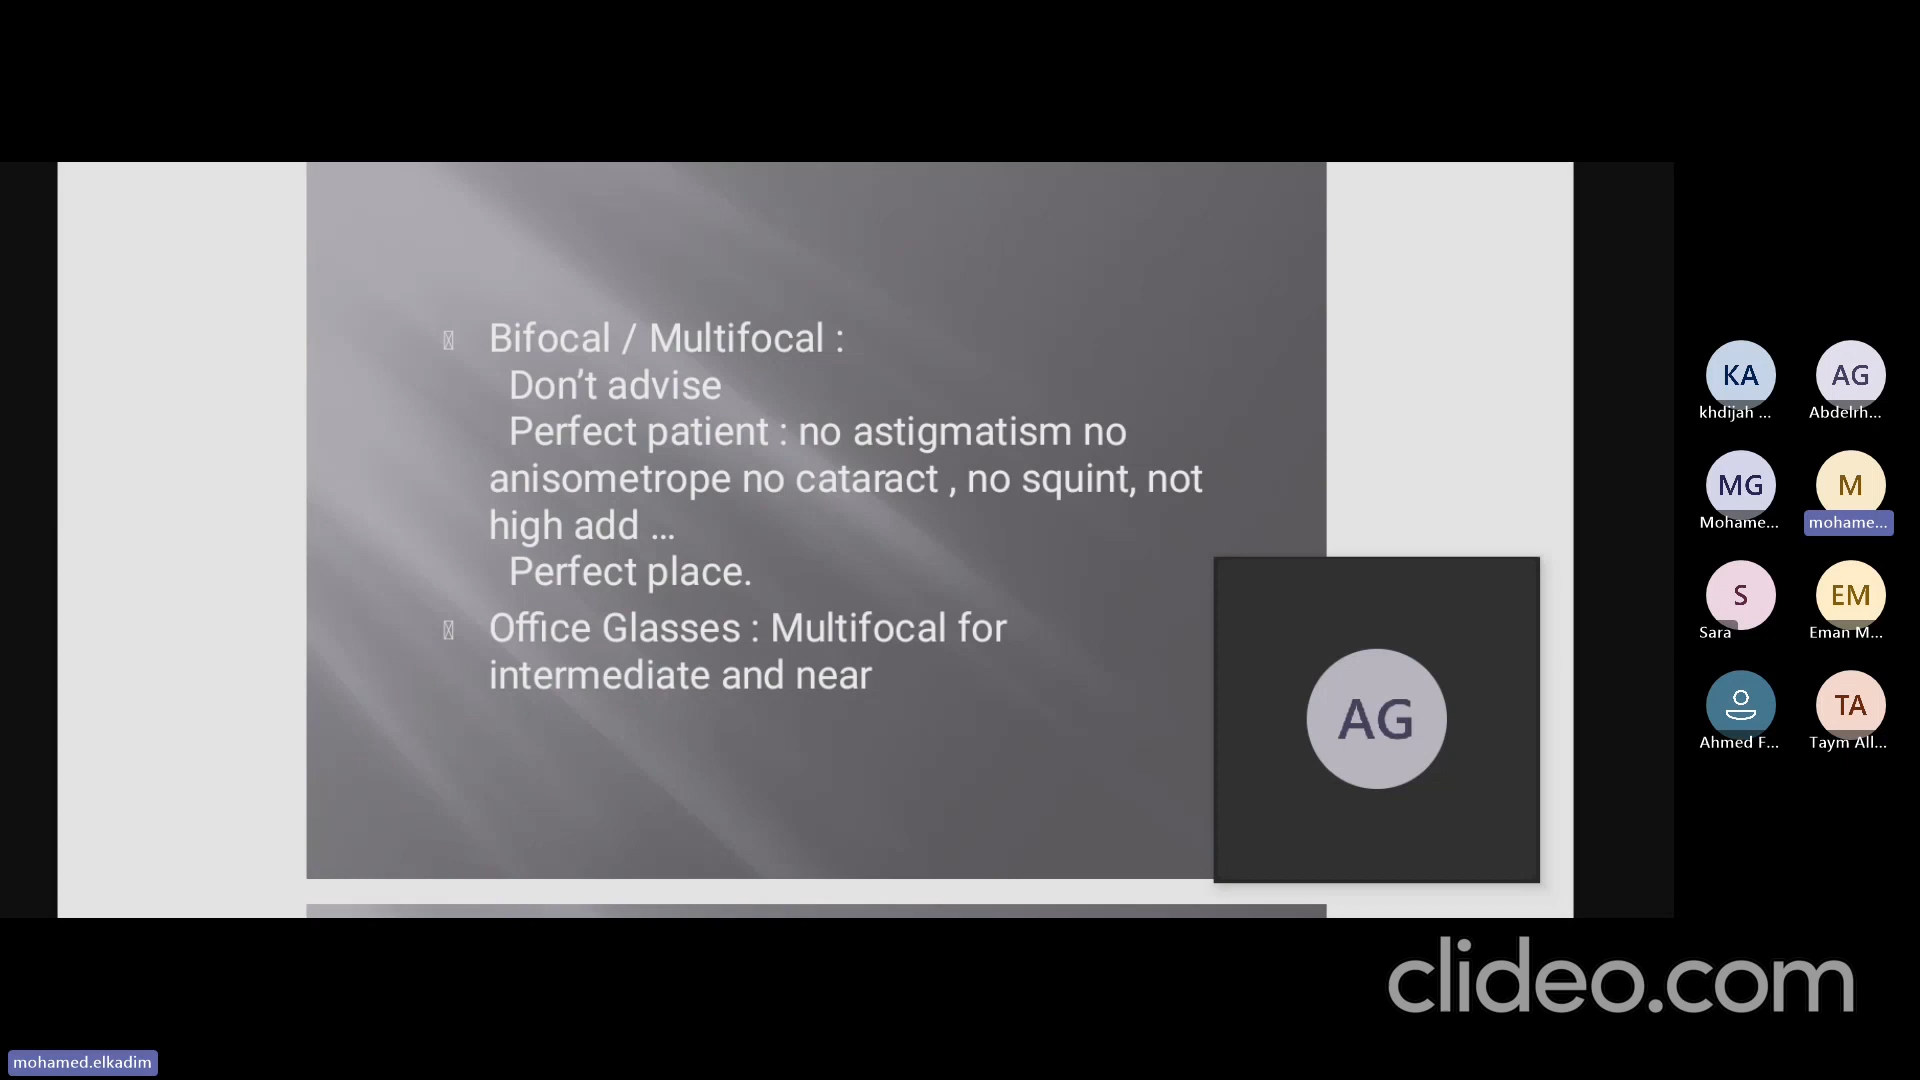 Bifocal / Multifocal :
Don’t advise
Perfect patient : no astigmatism no
anisometrope no cataract , no squint, not
high add ...
Perfect place.
Office Glasses : Multifocal for
intermediate and near
AG
KA
khdijah ...
AG
Abdelrh...
MG
Mohame...
M
mohame...
S
Sara
EM
Eman M...
Ahmed F...
TA
Taym All...
clideo.com
mohamed.elkadim